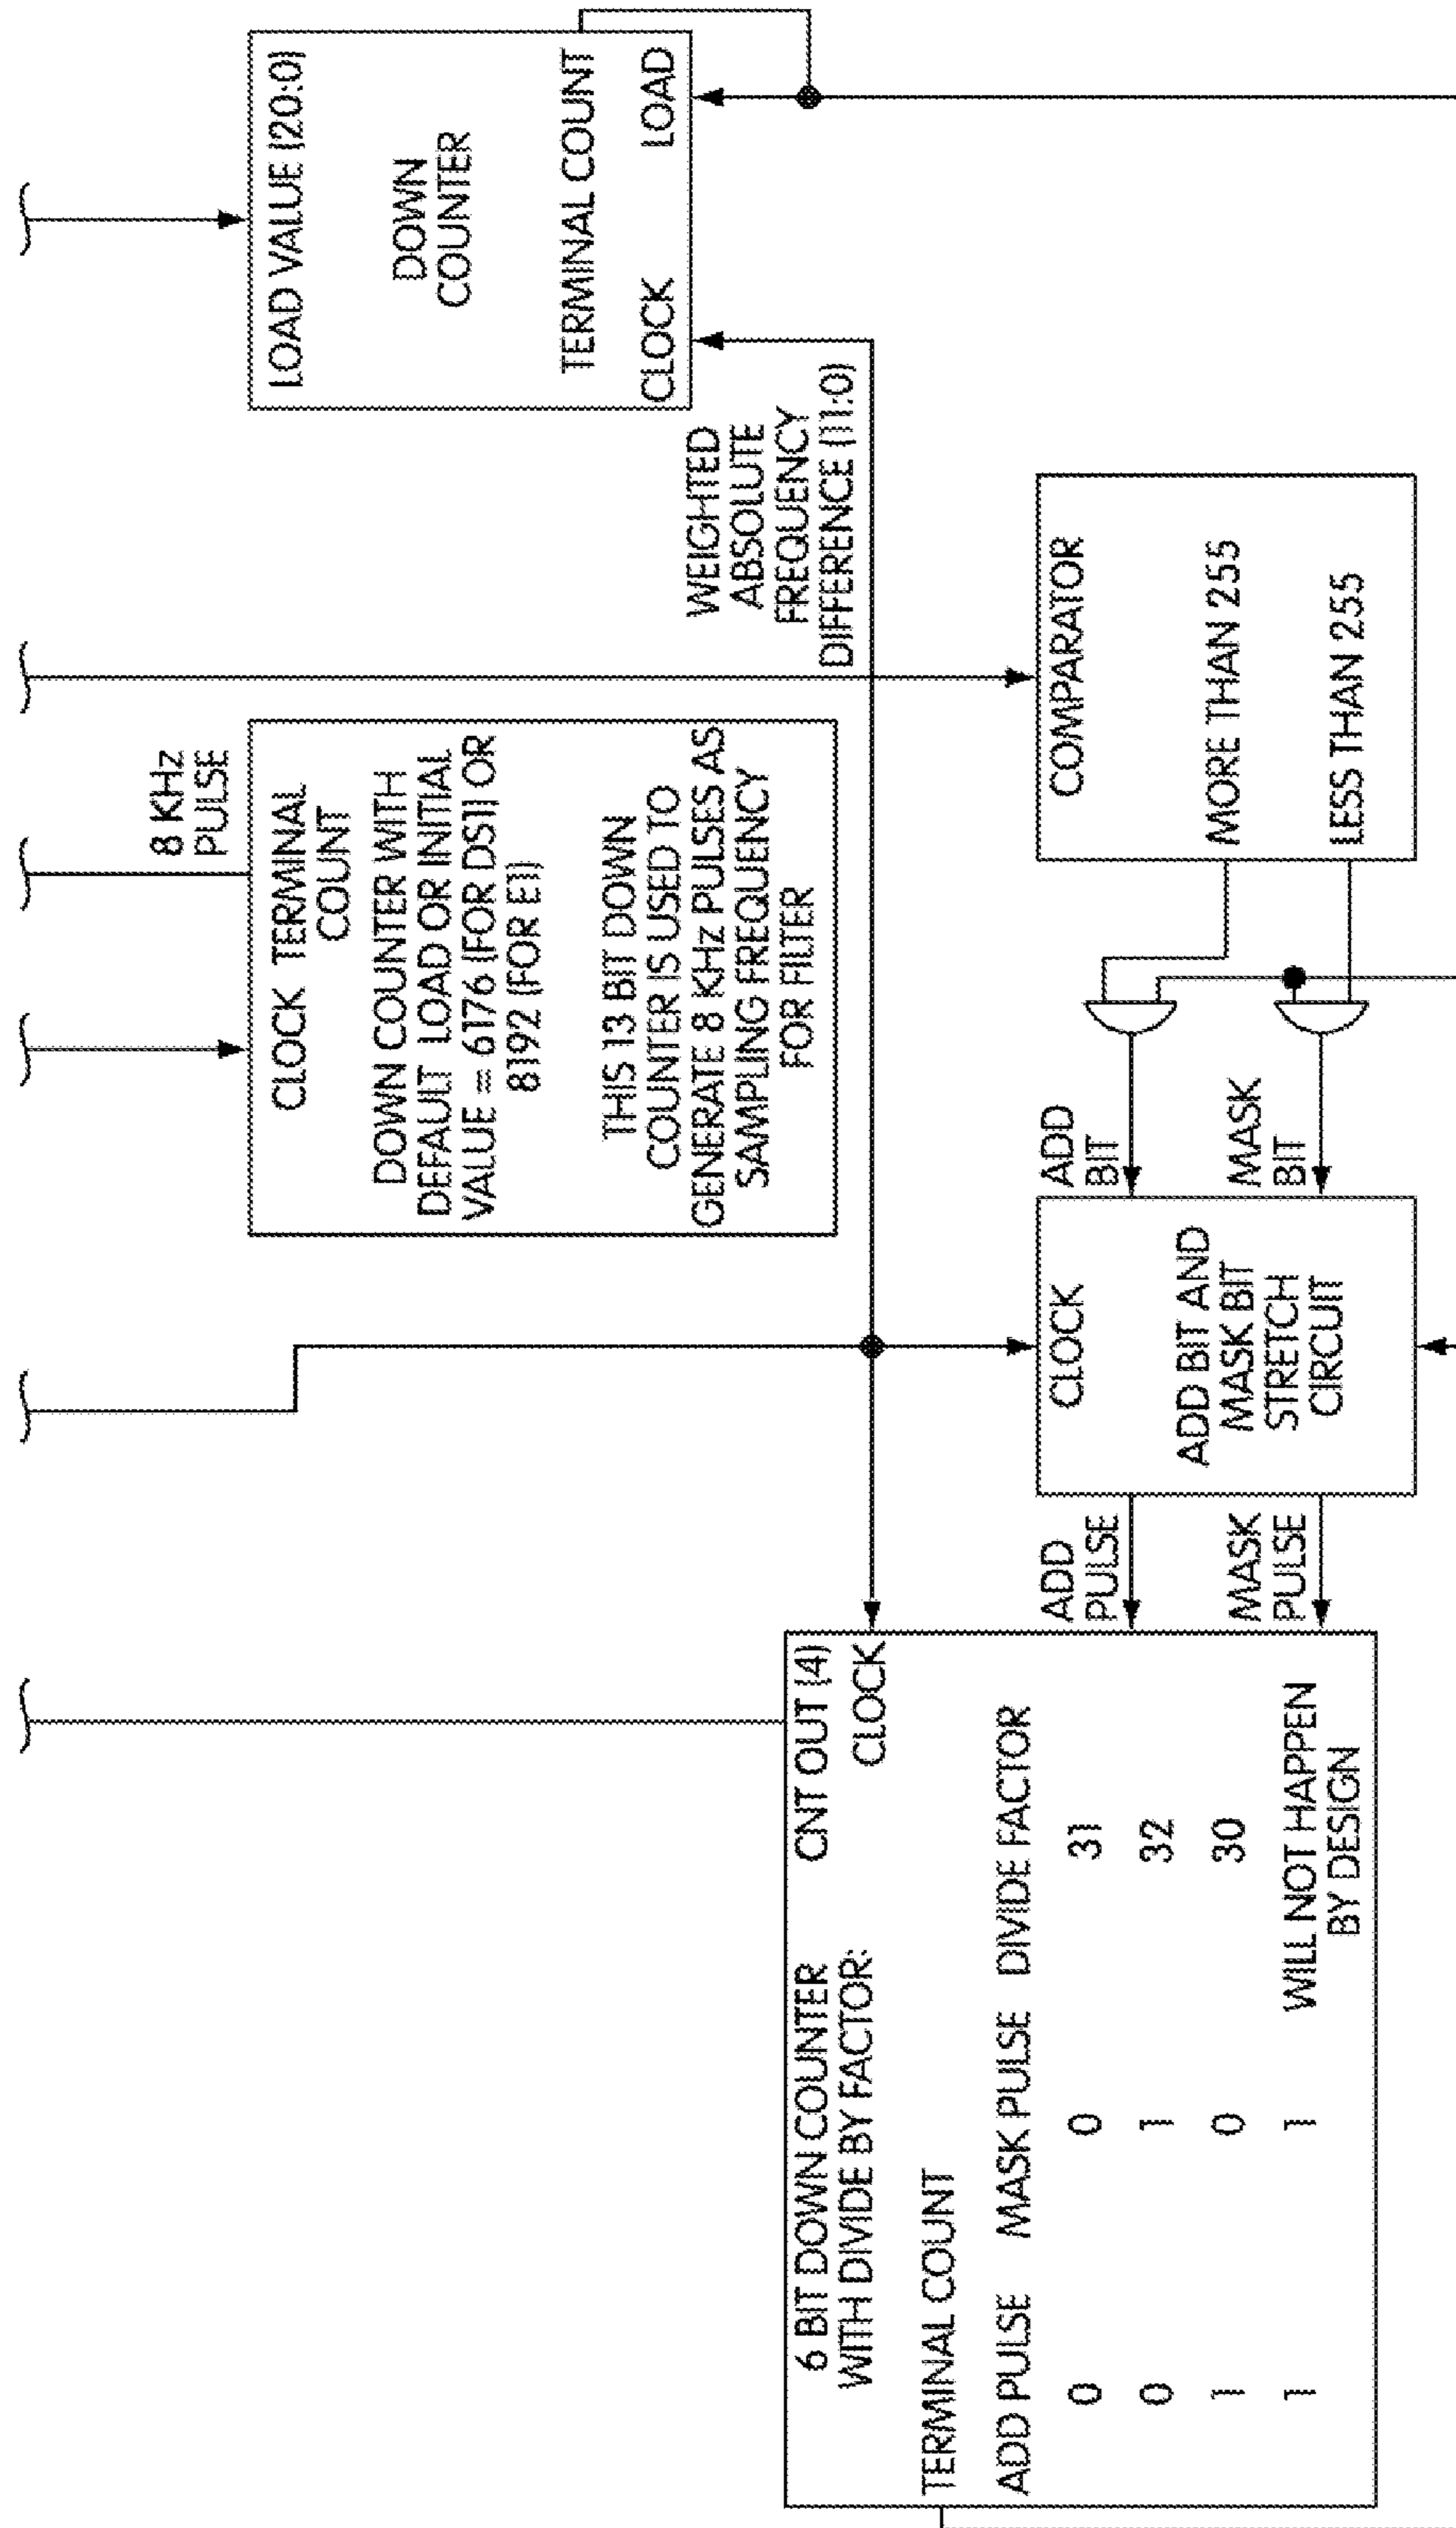 8 KHz
PULSE
CLOCK TERMINAL
COUNT
DOWN COUNTER WITH
DEFAULT LOAD OR INITIAL
VALUE = 6176 (FOR DS1) OR
8192 (FOR E1)
THIS 13 BIT DOWN
COUNTER IS USED TO
GENERATE 8 KHz PULSES AS
SAMPLING FREQUENCY
FOR FILTER
LOAD VALUE (20:0)
DOWN
COUNTER
TERMINAL COUNT
CLOCK LOAD
WEIGHTED
ABSOLUTE
FREQUENCY
DIFFERENCE (11:0)
6 BIT DOWN COUNTER CNT OUT (4)
WITH DIVIDE BY FACTOR:
CLOCK
TERMINAL COUNT
ADD PULSE MASK PULSE DIVIDE FACTOR
0 0 31
0 1 32
1 0 30
1 1 WILL NOT HAPPEN
BY DESIGN
ADD
PULSE
MASK
PULSE
CLOCK
ADD BIT AND
MASK BIT
STRETCH
CIRCUIT
ADD
BIT
MASK
BIT
COMPARATOR
MORE THAN 255
LESS THAN 255